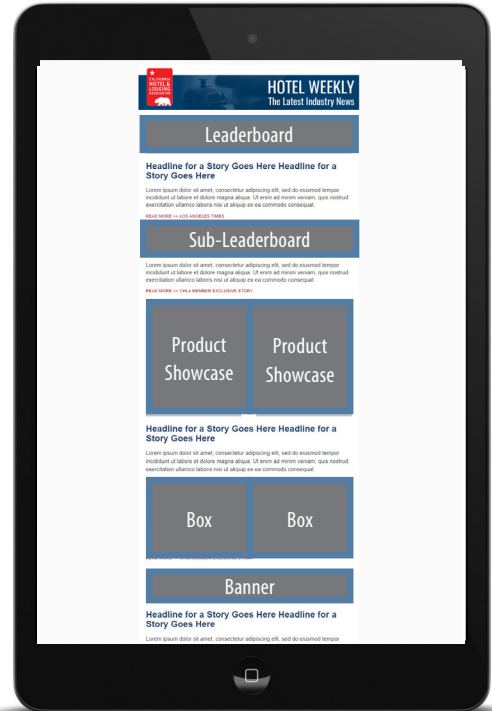 CALIFORNIA
HOTEL &
LODGING
ASSOCIATION
HOTEL WEEKLY
The Latest Industry News
Leaderboard
Headline for a Story Goes Here Headline for a
Story Goes Here
Lorem ipsum dolor sit amet, consectetur adipiscing elit, sed do eiusmod tempor
incididunt ut labore et dolore magna aliqua. Ut enim ad minim veniam, quis nostrud
exercitation ullamco laboris nisi ut aliquip ex ea commodo consequat.
READ MORE >> LOS ANGELES TIMES
Sub-Leaderboard
Lorem ipsum dolor sit amet, consectetur adipiscing elit, sed do eiusmod tempor
incididunt ut labore et dolore magna aliqua. Ut enim ad minim veniam, quis nostrud
exercitation ullamco laboris nisi ut aliquip ex ea commodo consequat.
READ MORE >> CHLA MEMBER EXCLUSIVE STORY
Product
Showcase
Product
Showcase
Headline for a Story Goes Here Headline for a
Story Goes Here
Lorem ipsum dolor sit amet, consectetur adipiscing elit, sed do eiusmod tempor
incididunt ut labore et dolore magna aliqua. Ut enim ad minim veniam, quis nostrud
exercitation ullamco laboris nisi ut aliquip ex ea commodo consequat.
Box
Box
Banner
Headline for a Story Goes Here Headline for a
Story Goes Here
Lorem ipsum dolor sit amet, consectetur adipiscing elit, sed do eiusmod tempor